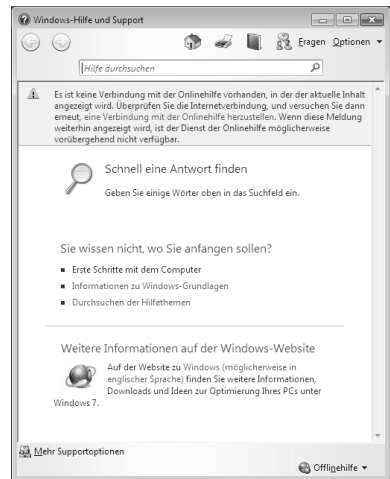 Windows-Hilfe und Support
Fragen Optionen
Hilfe durchsuchen
Es ist keine Verbindung mit der Onlinehilfe vorhanden, in der der aktuelle Inhalt
angezeigt wird. Überprüfen Sie die Internetverbindung, und versuchen Sie dann
erneut, eine Verbindung mit der Onlinehilfe herzustellen. Wenn diese Meldung
weiterhin angezeigt wird, ist der Dienst der Onlinehilfe möglicherweise
vorübergehend nicht verfügbar.
Schnell eine Antwort finden
Geben Sie einige Wörter oben in das Suchfeld ein.
Sie wissen nicht, wo Sie anfangen sollen?
Erste Schritte mit dem Computer
Informationen zu Windows-Grundlagen
Durchsuchen der Hilfethemen
Weitere Informationen auf der Windows-Website
Auf der Website zu Windows (möglicherweise in
englischer Sprache) finden Sie weitere Informationen,
Downloads und Ideen zur Optimierung Ihres PCs unter
Windows 7.
Mehr Supportoptionen
Offlinehilfe